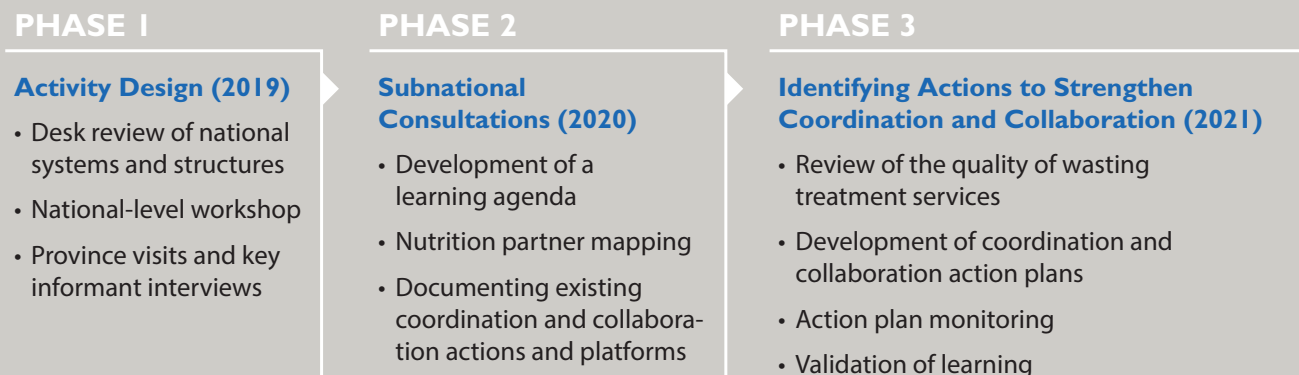 PHASE 1
Activity Design (2019)
• Desk review of national
systems and structures
• National-level workshop
• Province visits and key
informant interviews
PHASE 2
Subnational
Consultations (2020)
• Development of a
learning agenda
• Nutrition partner mapping
• Documenting existing
coordination and collabora-
tion actions and platforms
PHASE 3
Identifying Actions to Strengthen
Coordination and Collaboration (2021)
• Review of the quality of wasting
treatment services
• Development of coordination and
collaboration action plans
• Action plan monitoring
• Validation of learning